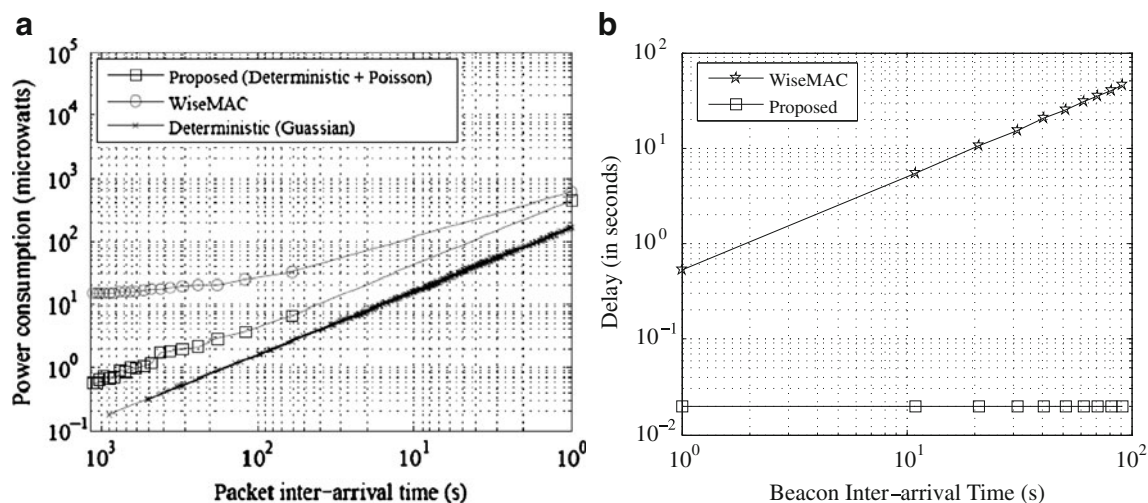 a
Power consumption (microwatts)
10^5
10^4
10^3
10^2
10^1
10^0
10^-1
Proposed (Deterministic + Poisson)
WiseMAC
Deterministic (Guassian)
10^3 10^2 10^1 10^0
Packet inter-arrival time (s)
b
Delay (in seconds)
10^2
10^1
10^0
10^-1
10^-2
WiseMAC
Proposed
10^0 10^1 10^2
Beacon Inter-arrival Time (s)